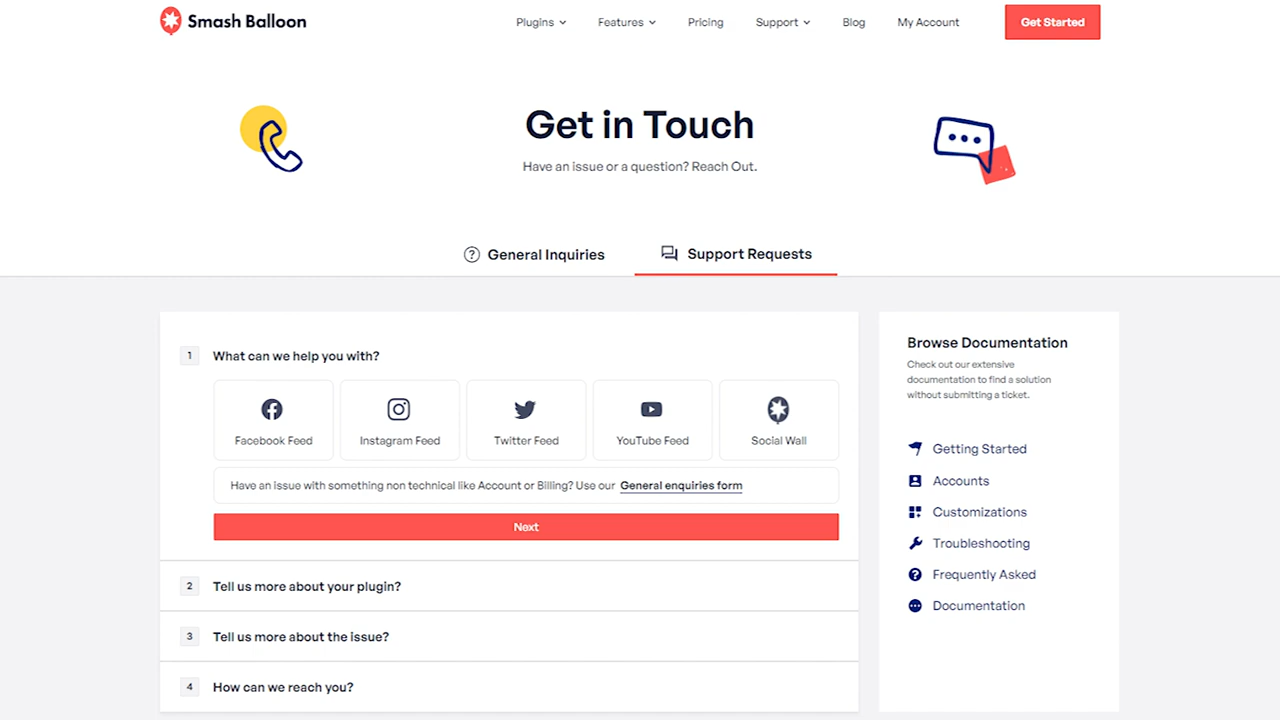 Smash Balloon
Plugins
Features
Pricing
Support
Blog
My Account
Get Started
Get in Touch
Have an issue or a question? Reach Out.
General Inquiries
Support Requests
1 What can we help you with?
Facebook Feed
Instagram Feed
Twitter Feed
YouTube Feed
Social Wall
Have an issue with something non technical like Account or Billing? Use our General enquiries form
Next
2 Tell us more about your plugin?
3 Tell us more about the issue?
4 How can we reach you?
Browse Documentation
Check out our extensive
documentation to find a solution
without submitting a ticket.
Getting Started
Accounts
Customizations
Troubleshooting
Frequently Asked
Documentation